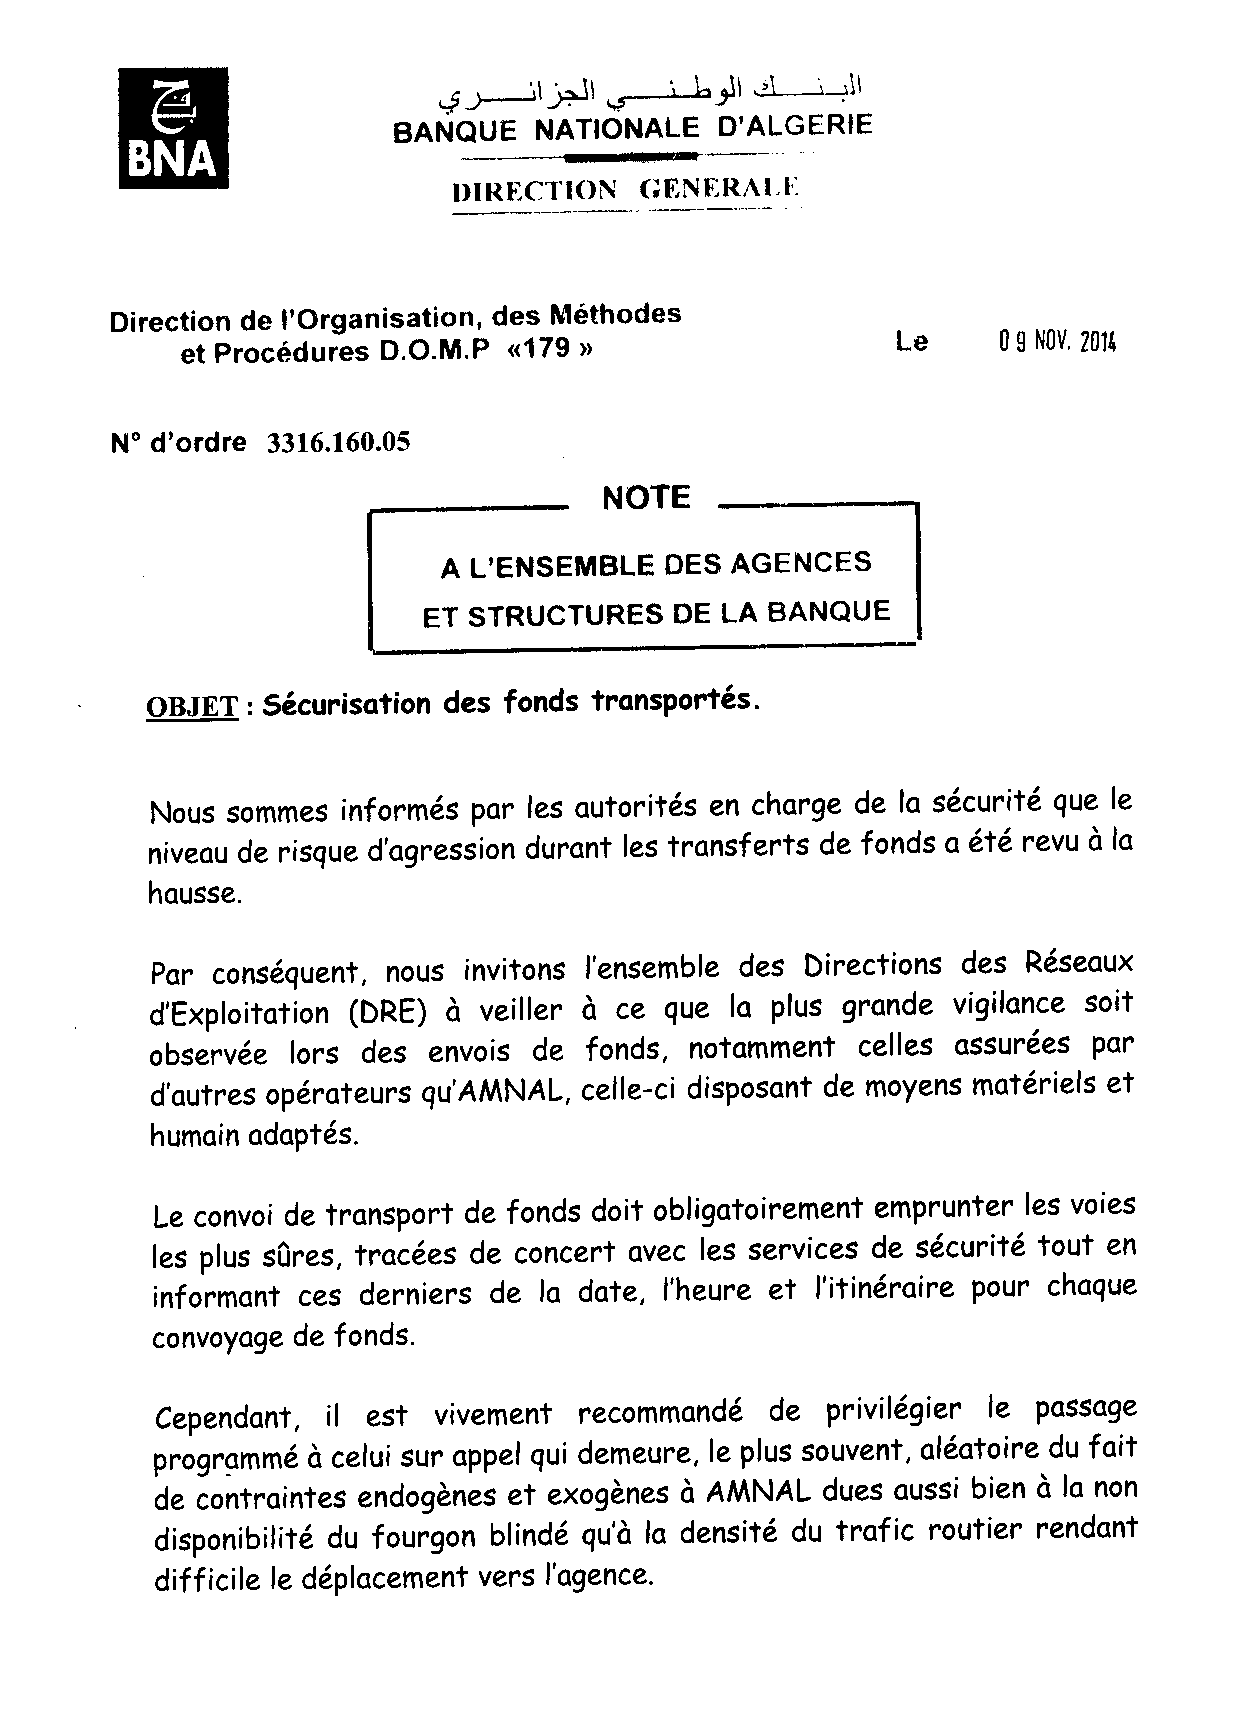 البنك الوطني الجزائري
BNA
BANQUE NATIONALE D'ALGERIE
DIRECTION GENERALE
Direction de l'Organisation, des Méthodes
et Procédures D.O.M.P «179 »
Le 09 NOV. 2014
N° d'ordre 3316.160.05
NOTE
A L'ENSEMBLE DES AGENCES
ET STRUCTURES DE LA BANQUE
OBJET : Sécurisation des fonds transportés.
Nous sommes informés par les autorités en charge de la sécurité que le
niveau de risque d'agression durant les transferts de fonds a été revu à la
hausse.
Par conséquent, nous invitons l'ensemble des Directions des Réseaux
d'Exploitation (DRE) à veiller à ce que la plus grande vigilance soit
observée lors des envois de fonds, notamment celles assurées par
d'autres opérateurs qu'AMNAL, celle-ci disposant de moyens matériels et
humain adaptés.
Le convoi de transport de fonds doit obligatoirement emprunter les voies
les plus sûres, tracées de concert avec les services de sécurité tout en
informant ces derniers de la date, l'heure et l'itinéraire pour chaque
convoyage de fonds.
Cependant, il est vivement recommandé de privilégier le passage
programmé à celui sur appel qui demeure, le plus souvent, aléatoire du fait
de contraintes endogènes et exogènes à AMNAL dues aussi bien à la non
disponibilité du fourgon blindé qu'à la densité du trafic routier rendant
difficile le déplacement vers l'agence.